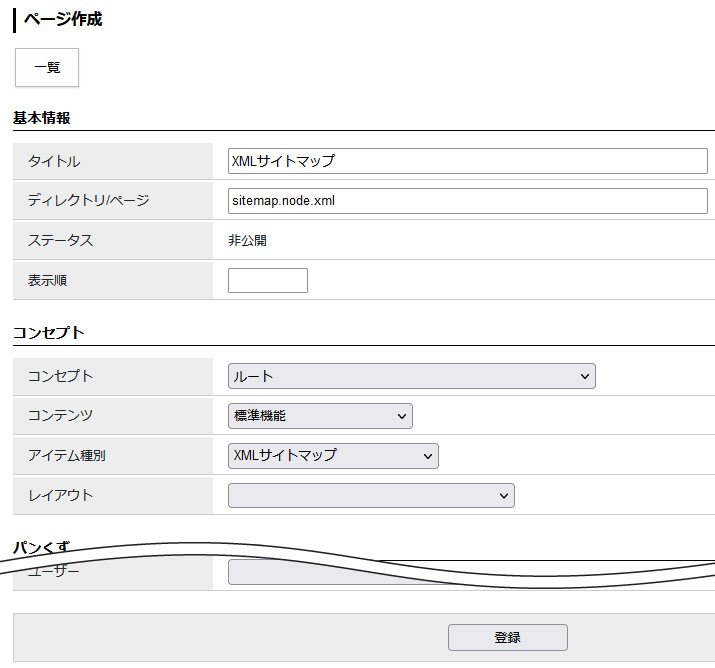 ページ作成
一覧
基本情報
タイトル XMLサイトマップ
ディレクトリ/ページ sitemap.node.xml
ステータス 非公開
表示順
コンセプト
コンセプト ルート
コンテンツ 標準機能
アイテム種別 XMLサイトマップ
レイアウト
パンくず
ユーザー
登録